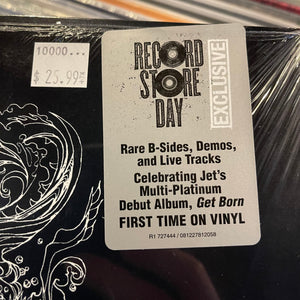 10000...
$ 25.99
RECORD
STORE
DAY
EXCLUSIVE
Rare B-Sides, Demos,
and Live Tracks
Celebrating Jet's
Multi-Platinum
Debut Album, Get Born
FIRST TIME ON VINYL
R1 727444 / 081227812058